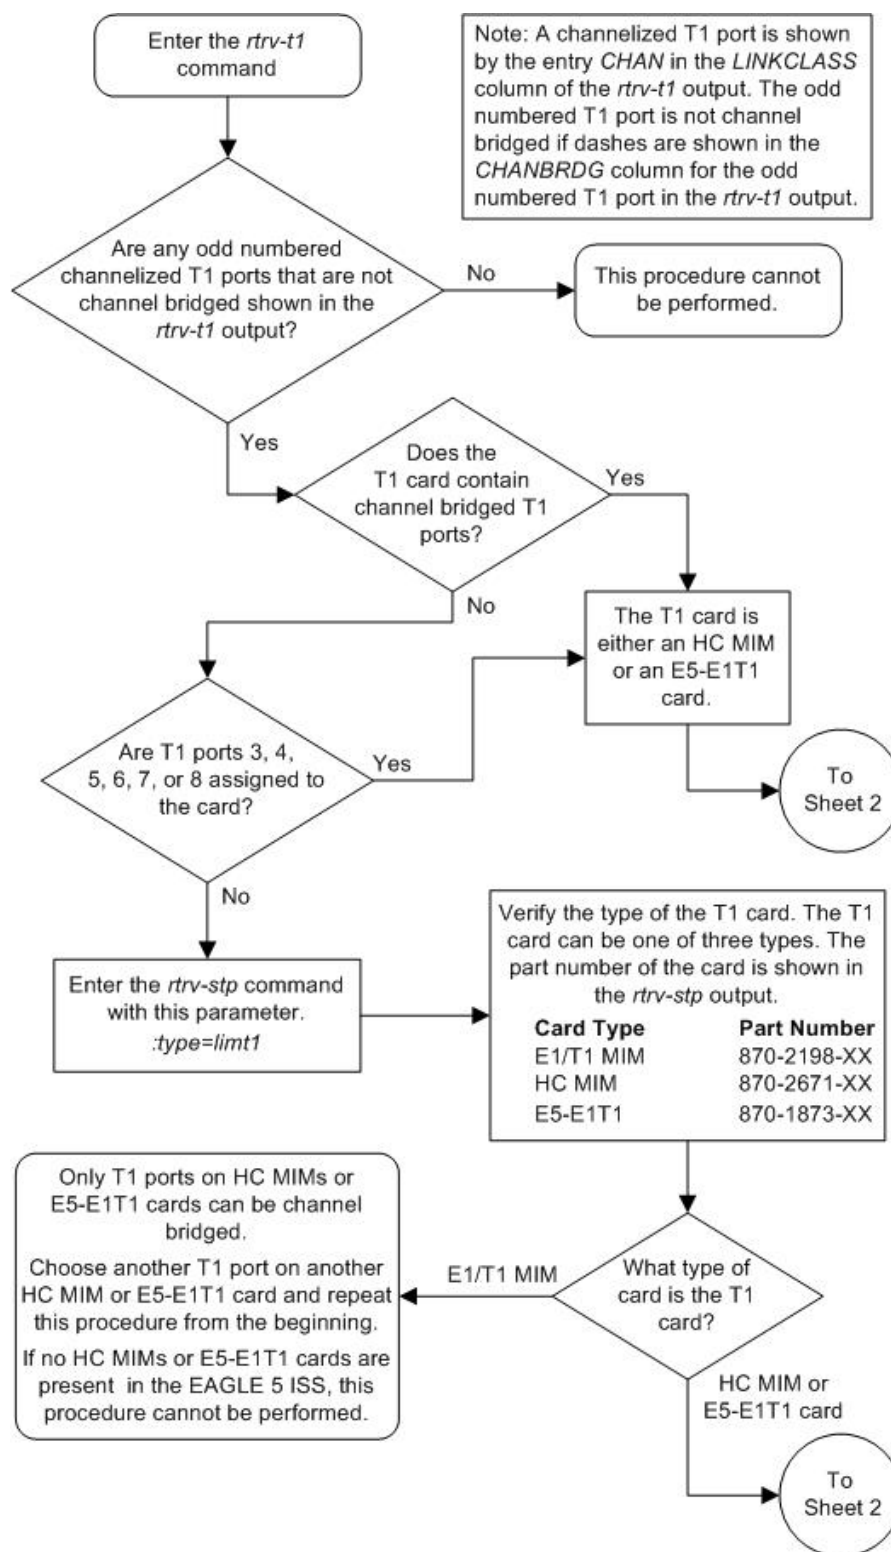 Enter the rtrv-t1
command
Note: A channelized T1 port is shown
by the entry CHAN in the LINKCLASS
column of the rtrv-t1 output. The odd
numbered T1 port is not channel
bridged if dashes are shown in the
CHANBRDG column for the odd
numbered T1 port in the rtrv-t1 output.
Are any odd numbered
channelized T1 ports that are not
channel bridged shown in the
rtrv-t1 output?
No
This procedure cannot
be performed.
Yes
Does the
T1 card contain
channel bridged T1
ports?
Yes
No
The T1 card is
either an HC MIM
or an E5-E1T1
card.
Are T1 ports 3, 4,
5, 6, 7, or 8 assigned to
the card?
Yes
To
Sheet 2
No
Enter the rtrv-stp command
with this parameter.
:type=limt1
Verify the type of the T1 card. The T1
card can be one of three types. The
part number of the card is shown in
the rtrv-stp output.
Card Type Part Number
E1/T1 MIM 870-2198-XX
HC MIM 870-2671-XX
E5-E1T1 870-1873-XX
Only T1 ports on HC MIMs or
E5-E1T1 cards can be channel
bridged.
Choose another T1 port on another
HC MIM or E5-E1T1 card and repeat
this procedure from the beginning.
If no HC MIMs or E5-E1T1 cards are
present in the EAGLE 5 ISS, this
procedure cannot be performed.
E1/T1 MIM
What type of
card is the T1
card?
HC MIM or
E5-E1T1 card
To
Sheet 2